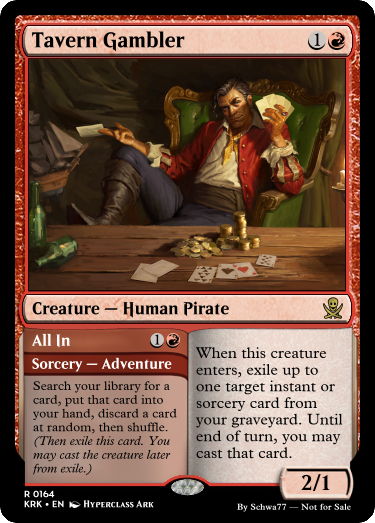 Tavern Gambler 1
Creature — Human Pirate
All In 1
Sorcery — Adventure
Search your library for a
card, put that card into
your hand, discard a card
at random, then shuffle.
(Then exile this card. You
may cast the creature later
from exile.)
When this creature
enters, exile up to
one target instant or
sorcery card from
your graveyard. Until
end of turn, you may
cast that card.
2/1
R 0164
KRK • EN Hyperclass Ark
By Schwa77 — Not for Sale